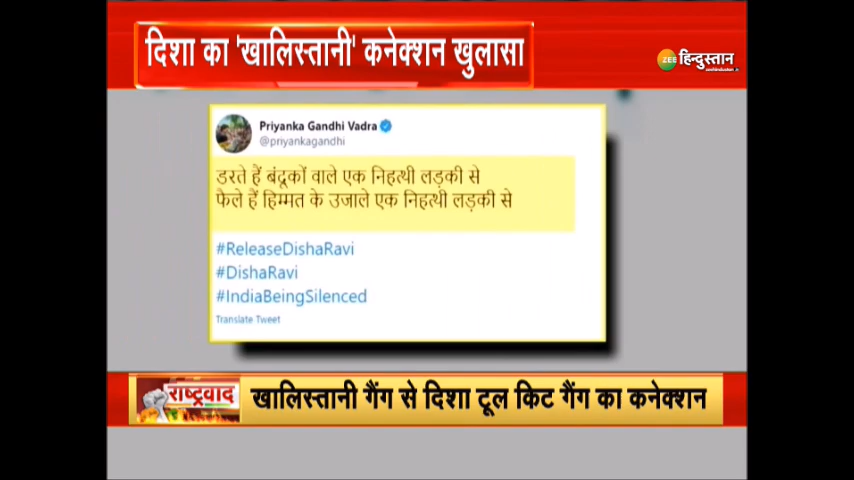 दिशा का 'खालिस्तानी' कनेक्शन खुलासा
ZEE हिन्दुस्तान
Priyanka Gandhi Vadra
@priyankagandhi
डरते हैं बंदूकों वाले एक निहत्थी लड़की से
फैले हैं हिम्मत के उजाले एक निहत्थी लड़की से
#ReleaseDishaRavi
#DishaRavi
#IndiaBeingSilenced
Translate Tweet
राष्ट्रवाद
खालिस्तानी गैंग से दिशा टूल किट गैंग का कनेक्शन